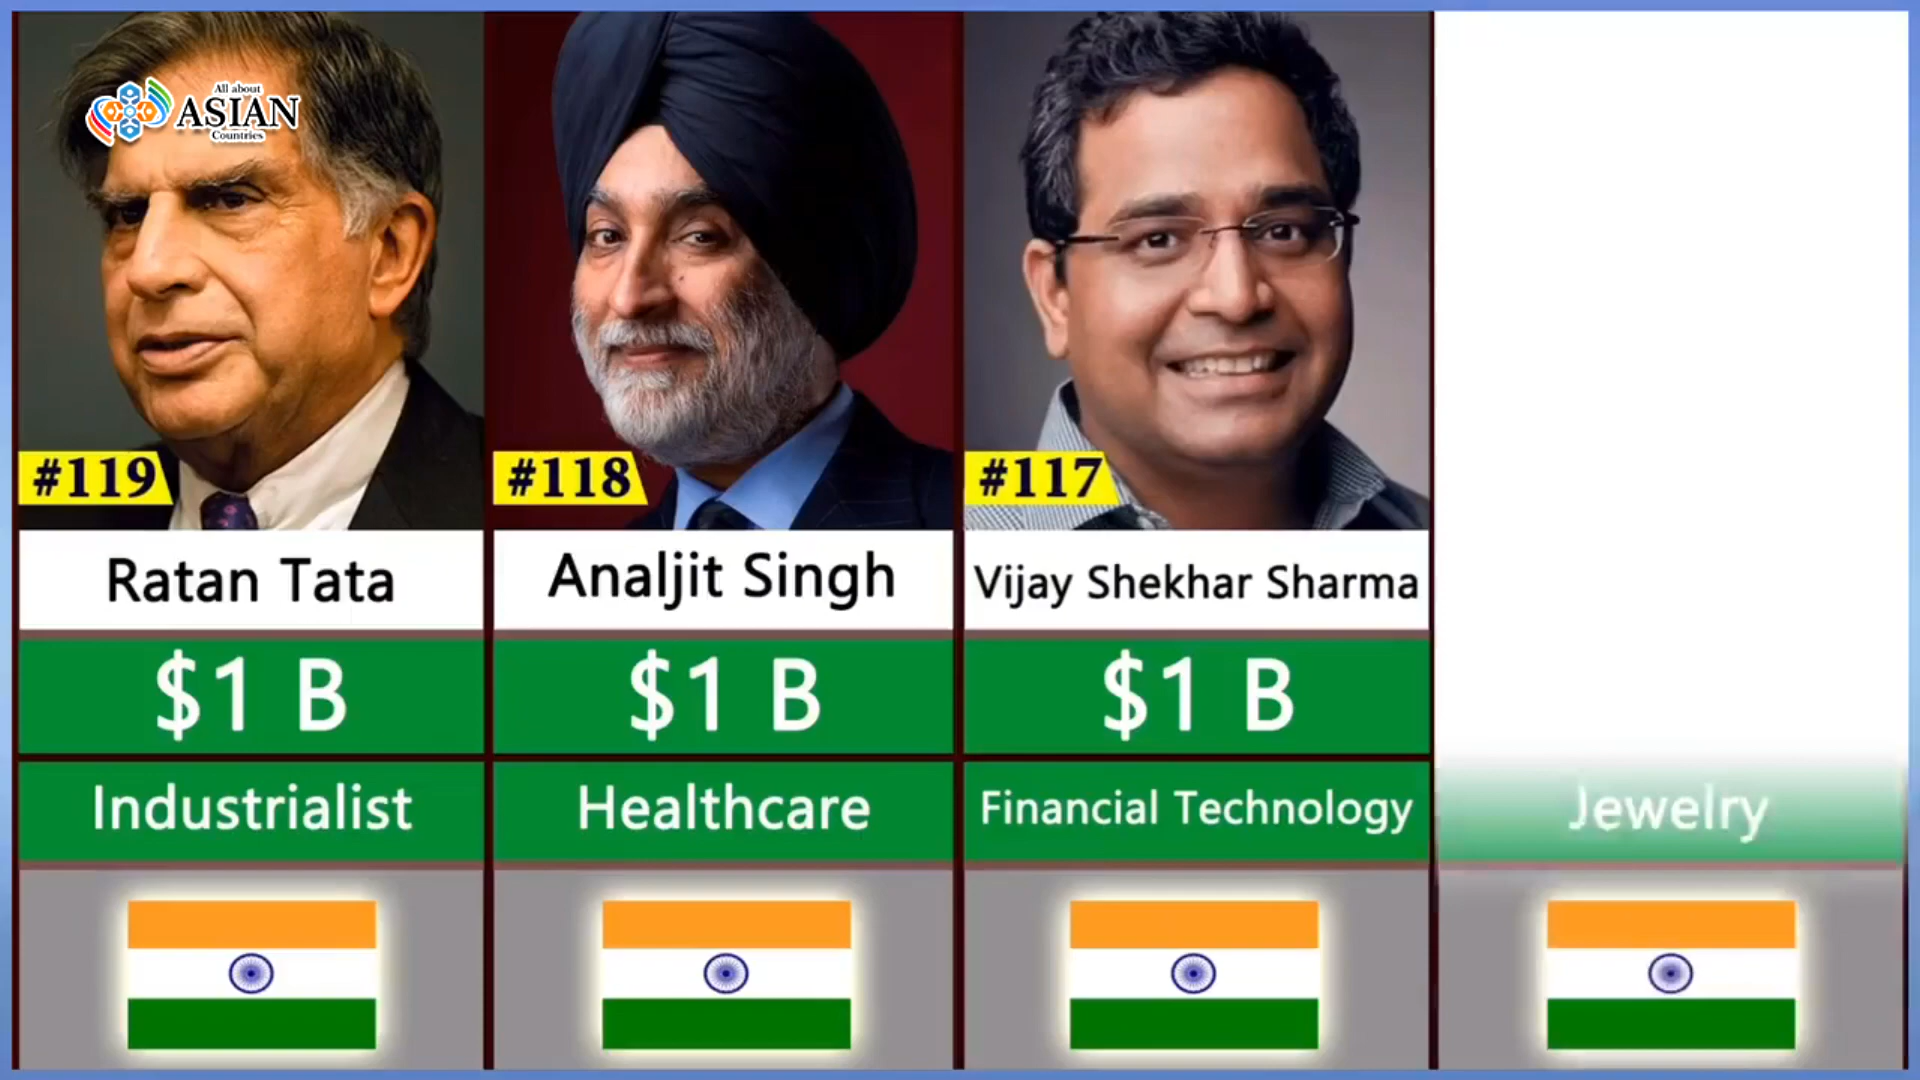 All about
ASIAN
Countries
#119
#118
#117
Ratan Tata
Analjit Singh
Vijay Shekhar Sharma
$1 B
$1 B
$1 B
Industrialist
Healthcare
Financial Technology
Jewelry